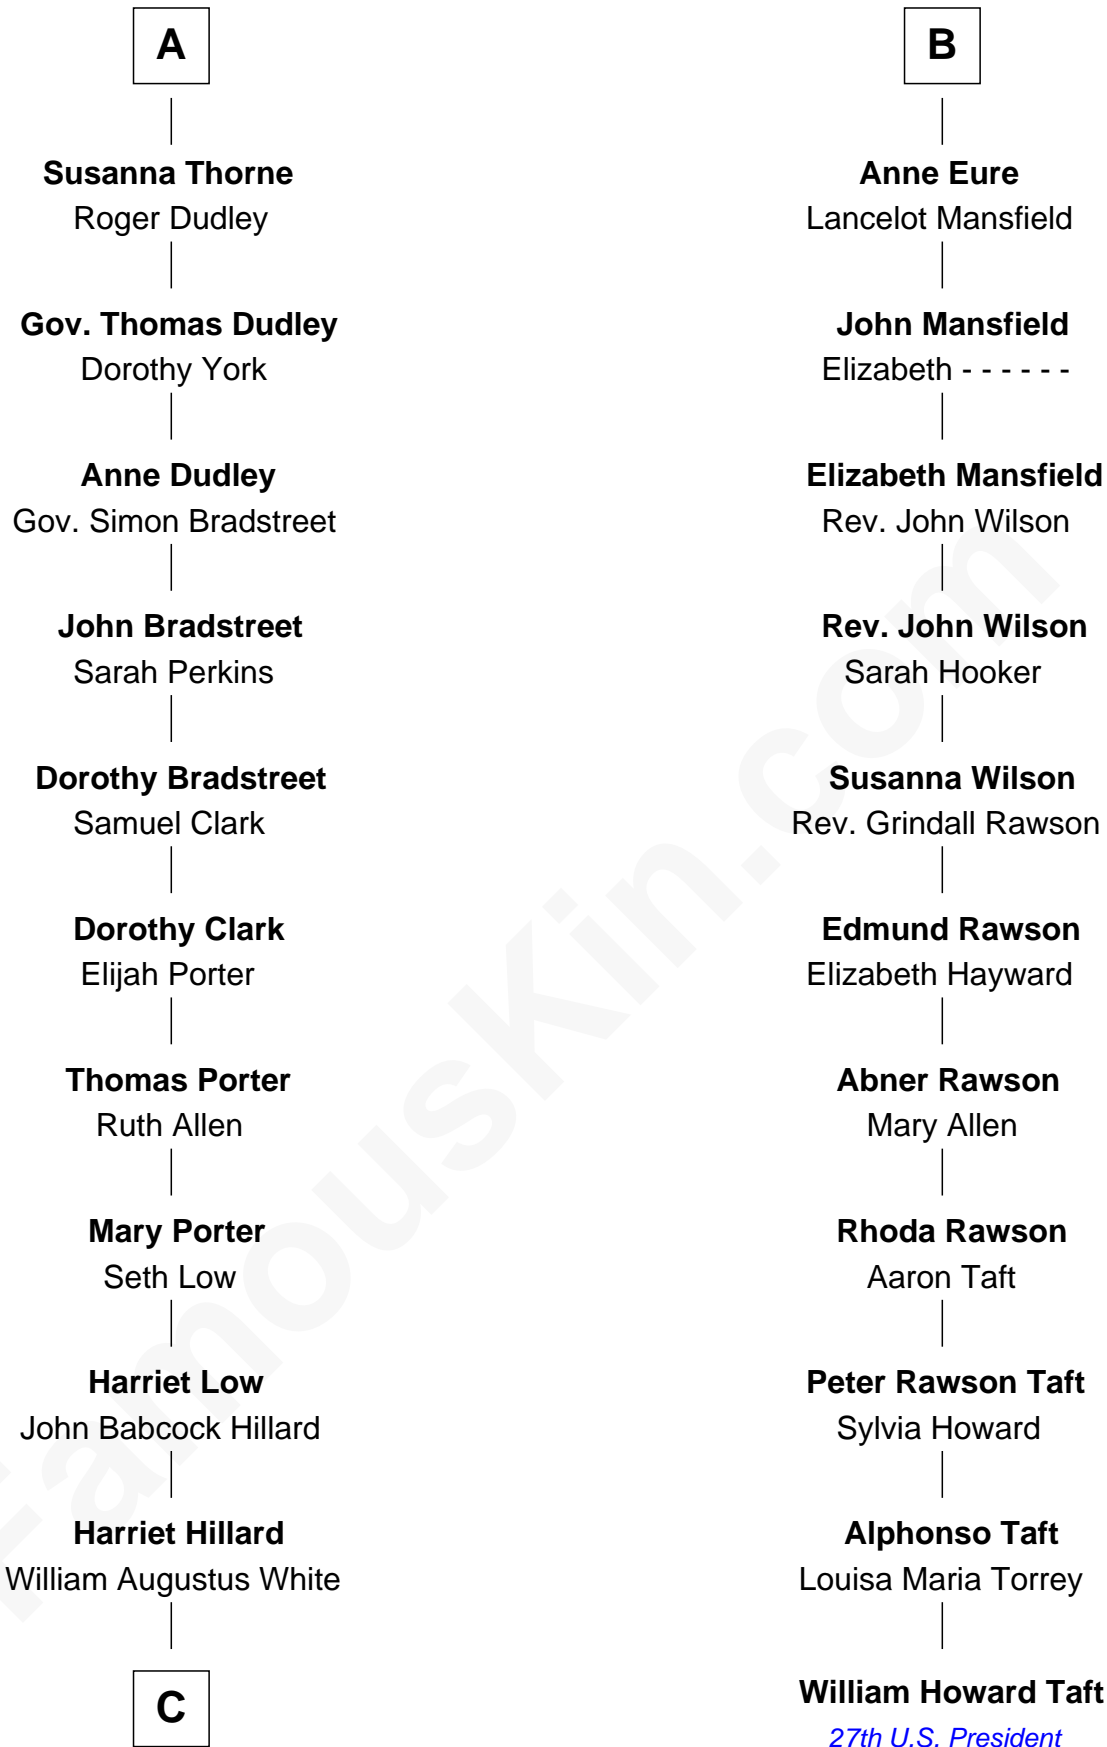 A
Susanna Thorne
Roger Dudley
Gov. Thomas Dudley
Dorothy York
Anne Dudley
Gov. Simon Bradstreet
John Bradstreet
Sarah Perkins
Dorothy Bradstreet
Samuel Clark
Dorothy Clark
Elijah Porter
Thomas Porter
Ruth Allen
Mary Porter
Seth Low
Harriet Low
John Babcock Hillard
Harriet Hillard
William Augustus White
C
B
Anne Eure
Lancelot Mansfield
John Mansfield
Elizabeth - - - - - -
Elizabeth Mansfield
Rev. John Wilson
Rev. John Wilson
Sarah Hooker
Susanna Wilson
Rev. Grindall Rawson
Edmund Rawson
Elizabeth Hayward
Abner Rawson
Mary Allen
Rhoda Rawson
Aaron Taft
Peter Rawson Taft
Sylvia Howard
Alphonso Taft
Louisa Maria Torrey
William Howard Taft
27th U.S. President
FamousKin.com